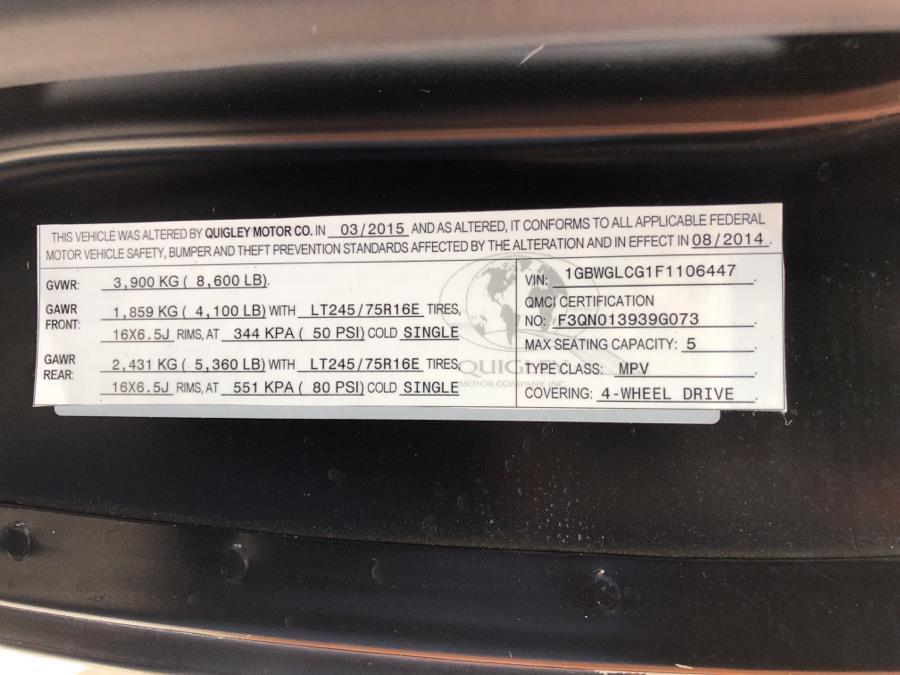 THIS VEHICLE WAS ALTERED BY QUIGLEY MOTOR CO. IN 03/2015 AND AS ALTERED, IT CONFORMS TO ALL APPLICABLE FEDERAL
MOTOR VEHICLE SAFETY, BUMPER AND THEFT PREVENTION STANDARDS AFFECTED BY THE ALTERATION AND IN EFFECT IN 08/2014.
GVWR: 3,900 KG ( 8,600 LB).
GAWR FRONT: 1,859 KG ( 4,100 LB) WITH LT245/75R16E TIRES,
16X6.5J RIMS, AT 344 KPA ( 50 PSI) COLD SINGLE
GAWR REAR: 2,431 KG ( 5,360 LB) WITH LT245/75R16E TIRES,
16X6.5J RIMS, AT 551 KPA ( 80 PSI) COLD SINGLE
VIN: 1GBWGLCG1F1106447.
QMCI CERTIFICATION
NO: F3QN013939G073.
MAX SEATING CAPACITY: 5.
TYPE CLASS: MPV.
COVERING: 4-WHEEL DRIVE.
QUIGLEY
MOTOR COMPANY, INC.